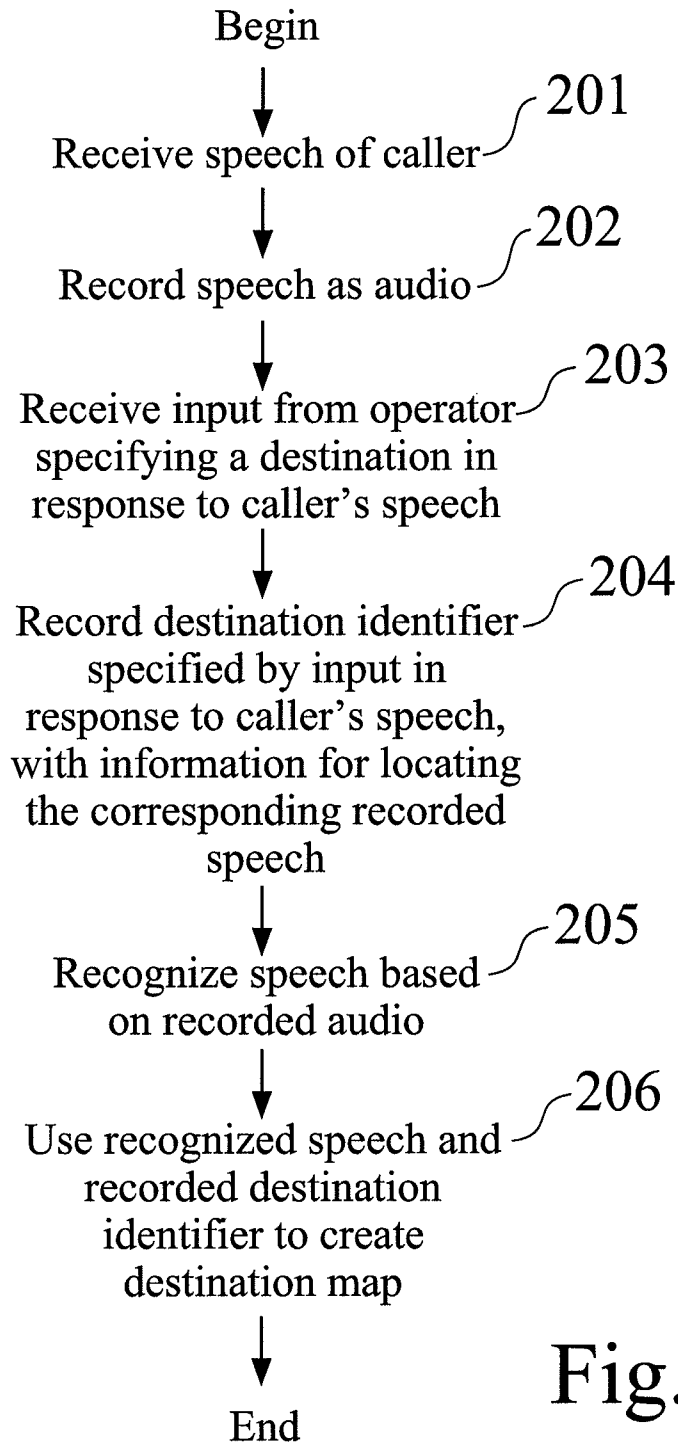 Begin
201
Receive speech of caller
202
Record speech as audio
203
Receive input from operator
specifying a destination in
response to caller's speech
204
Record destination identifier
specified by input in
response to caller's speech,
with information for locating
the corresponding recorded
speech
205
Recognize speech based
on recorded audio
206
Use recognized speech and
recorded destination
identifier to create
destination map
End
Fig.